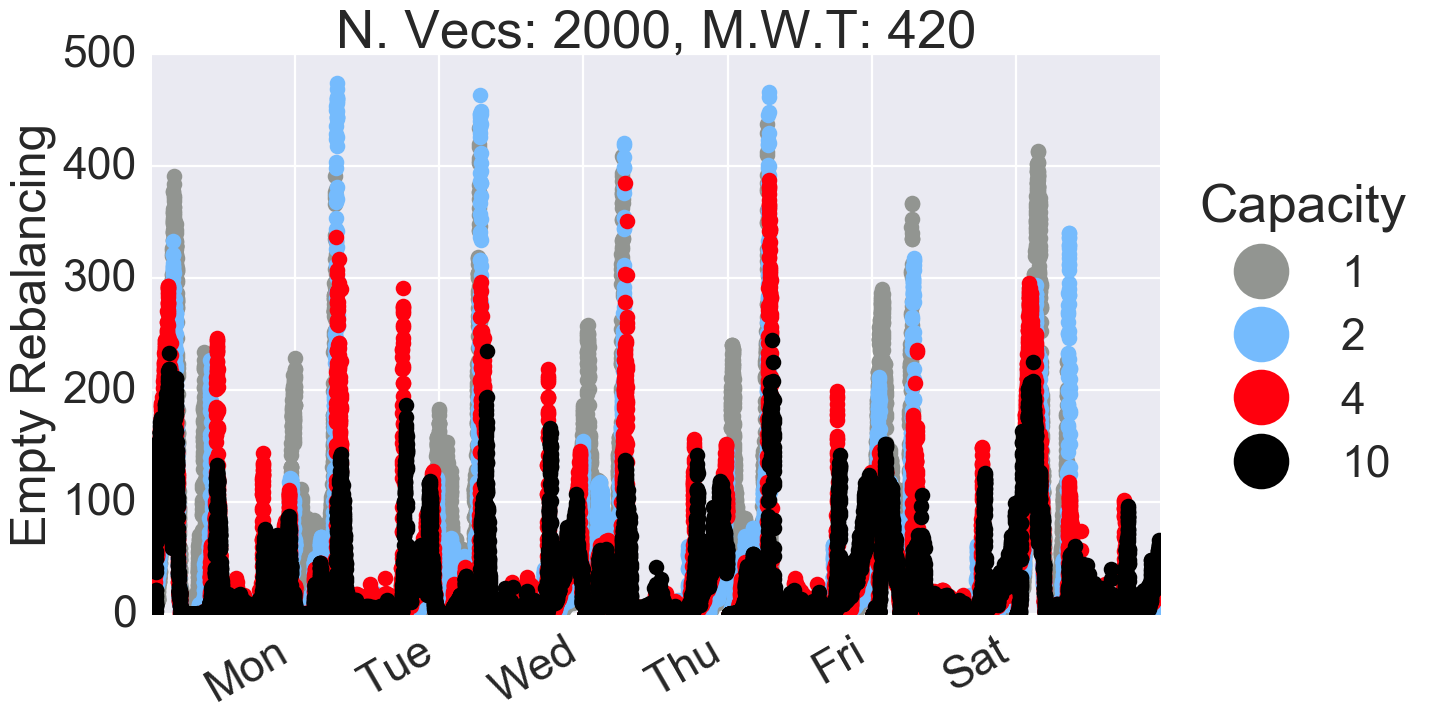 N. Vecs: 2000, M.W.T: 420
Empty Rebalancing
500
400
300
200
100
0
Mon
Tue
Wed
Thu
Fri
Sat
Capacity
1
2
4
10